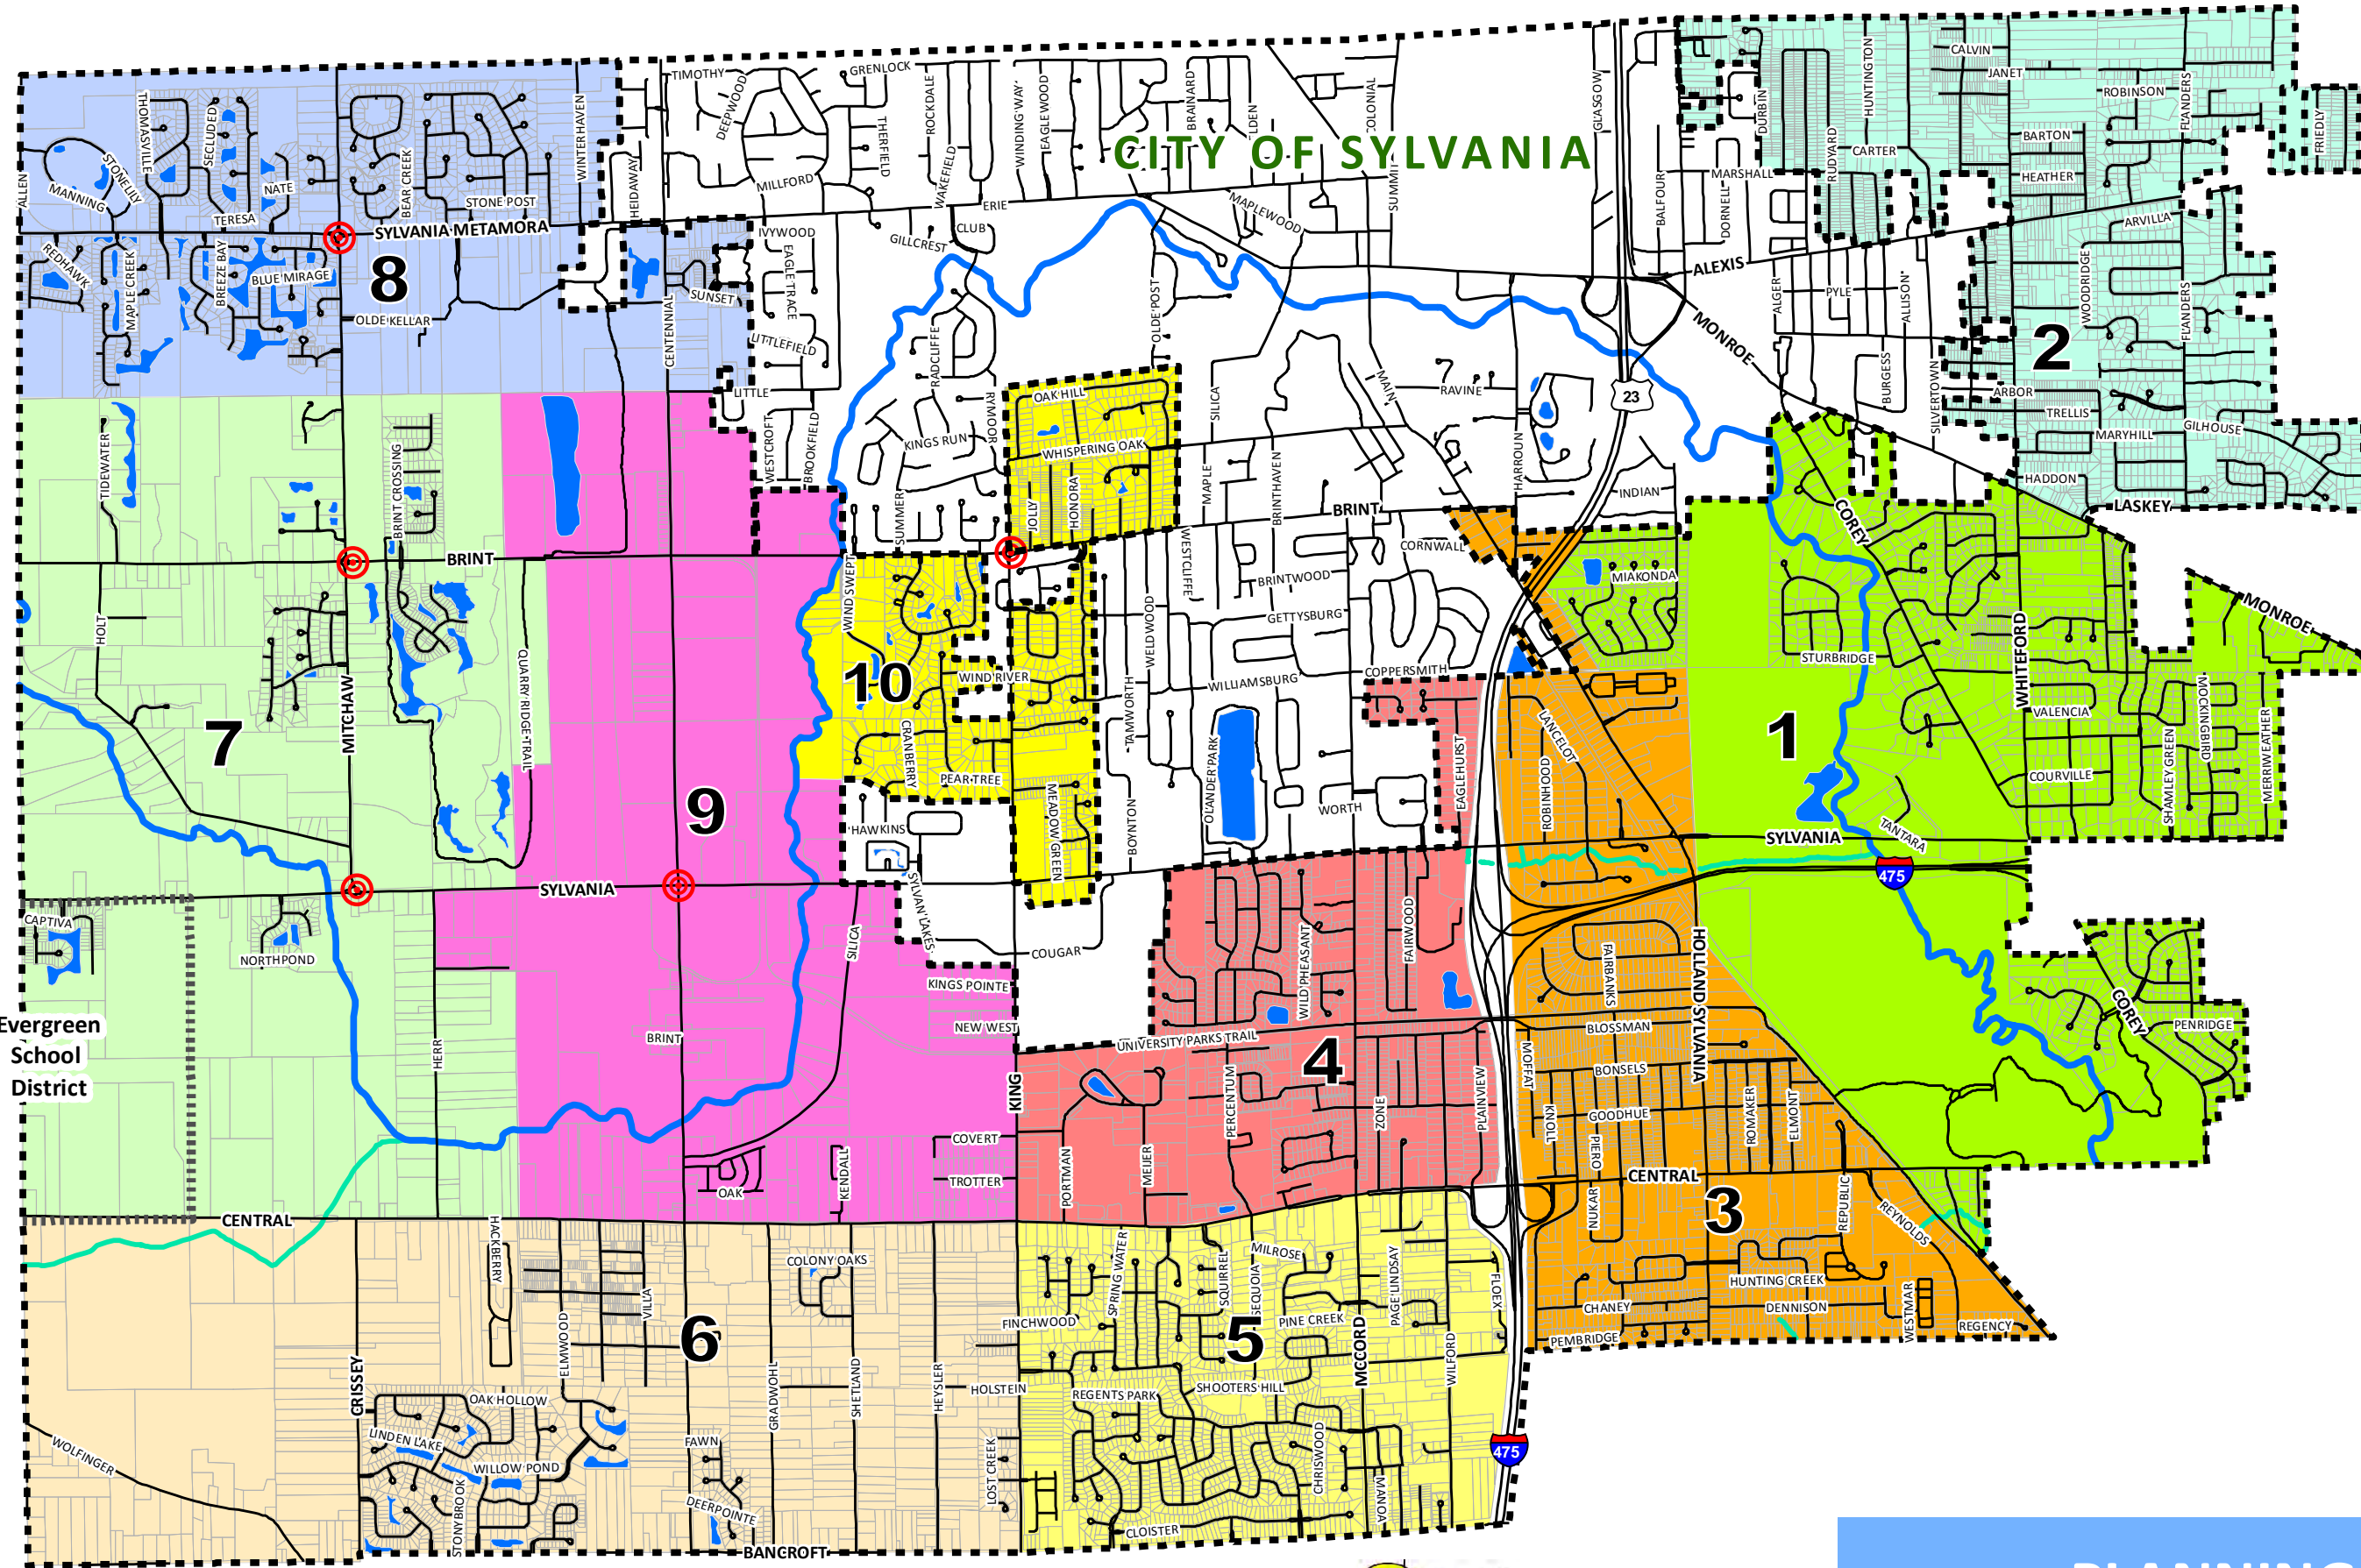 CITY OF SYLVANIA
TIMOTHY
GRENLOCK
DEEPWOOD
ROCKDALE
WINDING WAY
EAGLEWOOD
BRAINARD
COLONIAL
GLASGOW
HUNTINGTON
CALVIN
JANET
ROBINSON
FLANDERS
FRIEDLY
THOMASVILLE
SECLUDED
WINTERHAVEN
THERFIELD
DURBIN
BARTON
RUDYARD
CARTER
ALLEN
STONELILY
MANNING
NATE
BEAR CREEK
STONE POST
HEIDAWAY
MILLFORD
WAKEFIELD
ERIE
SUMMIT
BALFOUR
MARSHALL
DORNELL
HEATHER
TERESA
SYLVANIA METAMORA
IVYWOOD
CLUB
GILLCREST
MAPLEWOOD
ARVILLA
REDHAWK
MAPLE CREEK
BREEZE BAY
BLUE MIRAGE
8
EAGLE TRACE
SUNSET
OLDE POST
ALEXIS
ALGER
PYLE
ALLISON
WOODRIDGE
FLANDERS
OLDE KELLAR
CENTENNIAL
LITTLEFIELD
RADCLIFFE
MONROE
2
LITTLE
OAK HILL
SILICA
MAIN
RAVINE
23
BURGESS
SILVERTOWN
ARBOR
TRELLIS
GILHOUSE
MARYHILL
TIDEWATER
BRINT CROSSING
WESTCROFT
BROOKFIELD
KINGS RUN
RYMOOR
WHISPERING OAK
MAPLE
BRINTHAVEN
HARROUN
INDIAN
HADDON
LASKEY
SUMMER
JOLLY
HONORA
BRINT
COREY
BRINT
WIND SWEPT
WESTCLIFFE
CORNWALL
BRINTWOOD
MIAKONDA
MONROE
HOLT
WELDWOOD
GETTYSBURG
STURBRIDGE
WHITEFORD
QUARRY RIDGE TRAIL
10
WIND RIVER
WILLIAMSBURG
COPPERSMITH
7
MITCHAW
TAMWORTH
LANCELOT
1
VALENCIA
MOCKINGBIRD
MERRIWEATHER
CRANBERRY
PEAR TREE
OLANDER PARK
EAGLEHURST
ROBINHOOD
COURVILLE
SHAMLEY GREEN
9
HAWKINS
MEADOW GREEN
BOYNTON
WORTH
SYLVANIA
TANTARA
475
SYLVANIA
SYLVAN LAKES
CAPTIVA
NORTHPOND
SILICA
COUGAR
WILD PHEASANT
FAIRWOOD
FAIRBANKS
HOLLAND SYLVANIA
KINGS POINTE
COREY
Evergreen
School
District
HERR
BRINT
NEW WEST
UNIVERSITY PARKS TRAIL
4
BLOSSMAN
PENRIDGE
KING
PERCENTUM
ZONE
PLAINVIEW
MOFFAT
BONSELS
KNOLL
GOODHUE
ROMAKER
ELMONT
COVERT
PIERO
OAK
KENDALL
TROTTER
PORTMAN
MEIJER
CENTRAL
CENTRAL
HACKBERRY
NUKAR
3
REPUBLIC
REYNOLDS
COLONY OAKS
SPRING WATER
SQUIRREL
SEQUOIA
MILROSE
PAGE LINDSAY
FLOEX
HUNTING CREEK
ELMWOOD
VILLA
6
FINCHWOOD
5
PINE CREEK
CHANEY
DENNISON
WESTMAR
REGENCY
PEMBRIDGE
CRISSEY
GRADWOHL
SHETLAND
HEYSLER
HOLSTEIN
REGENTS PARK
SHOOTERS HILL
MCCORD
WILFORD
OAK HOLLOW
LINDEN LAKE
WILLOW POND
WOLFINGER
FAWN
LOST CREEK
CHRISWOOD
475
STONYBROOK
DEERPOINTE
MANOA
CLOISTER
BANCROFT